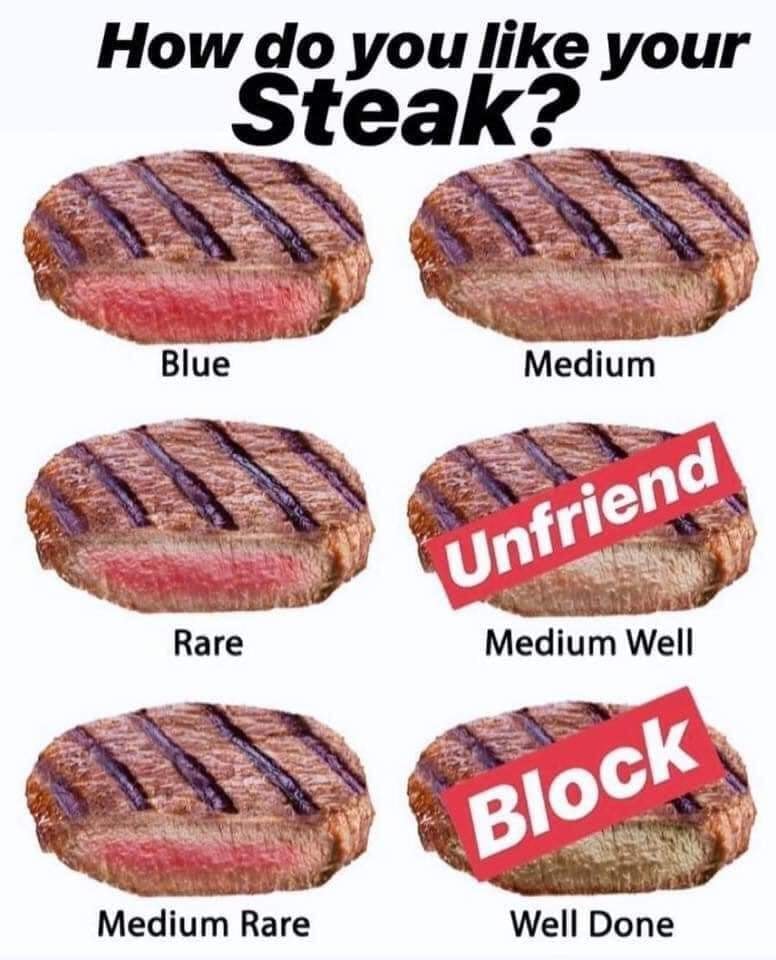 How do you like your
Steak?
Blue
Medium
Unfriend
Rare
Medium Well
Block
Medium Rare
Well Done